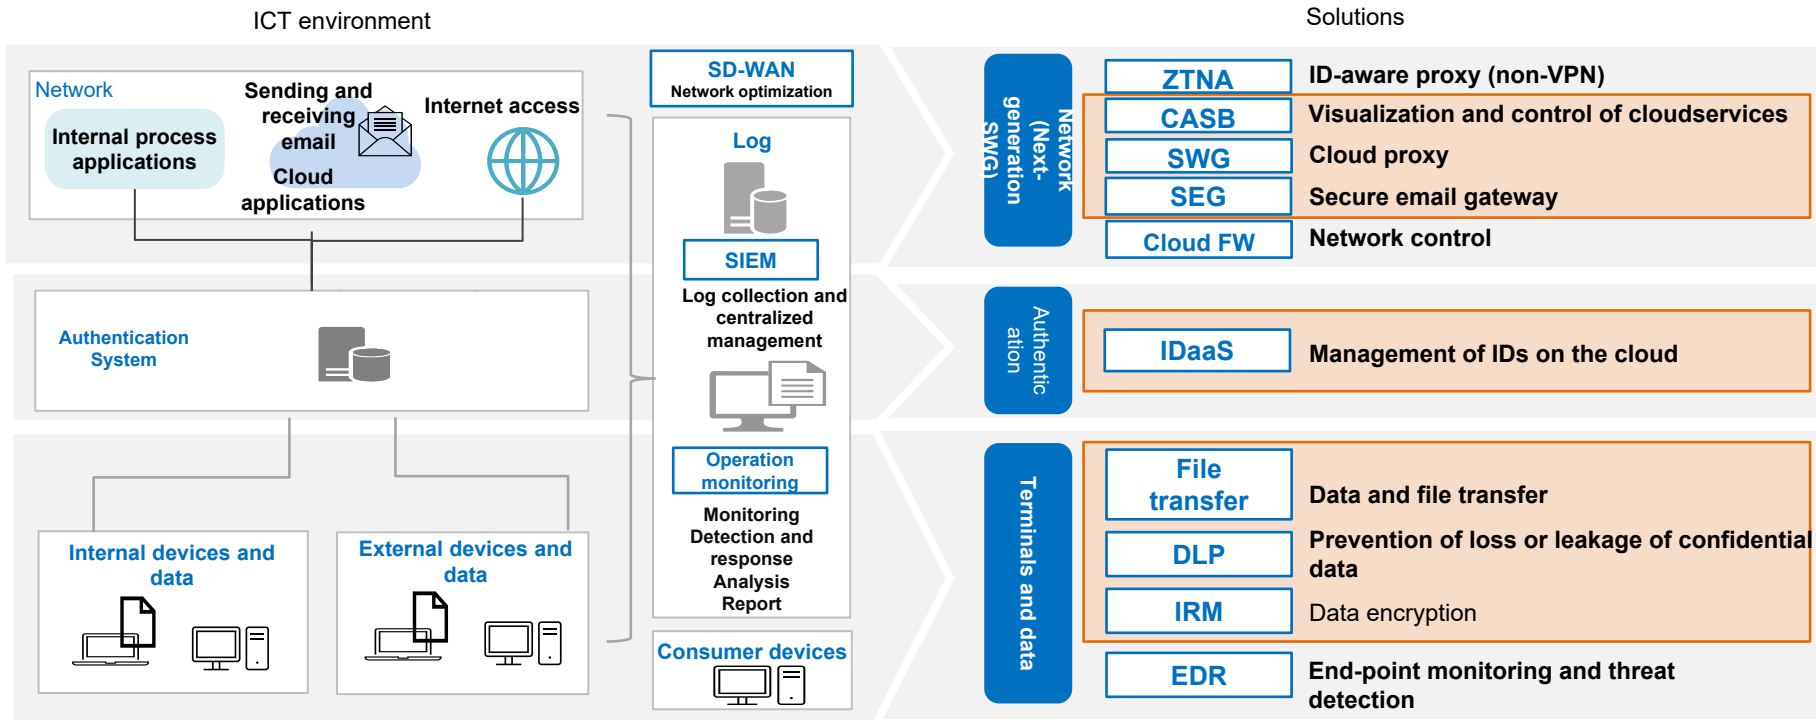 ICT environment
Solutions
Network
Internal process
applications
Sending and
receiving
email
Cloud
applications
Internet access
SD-WAN
Network optimization
Log
SIEM
Log collection and
centralized
management
Operation
monitoring
Monitoring
Detection and
response
Analysis
Report
Consumer devices
Authentication
System
Internal devices and
data
External devices and
data
Network
(Next-
generation
SWG)
ZTNA
ID-aware proxy (non-VPN)
CASB
Visualization and control of cloudservices
SWG
Cloud proxy
SEG
Secure email gateway
Cloud FW
Network control
Authentic
ation
IDaaS
Management of IDs on the cloud
Terminals and data
File
transfer
Data and file transfer
DLP
Prevention of loss or leakage of confidential
data
IRM
Data encryption
EDR
End-point monitoring and threat
detection